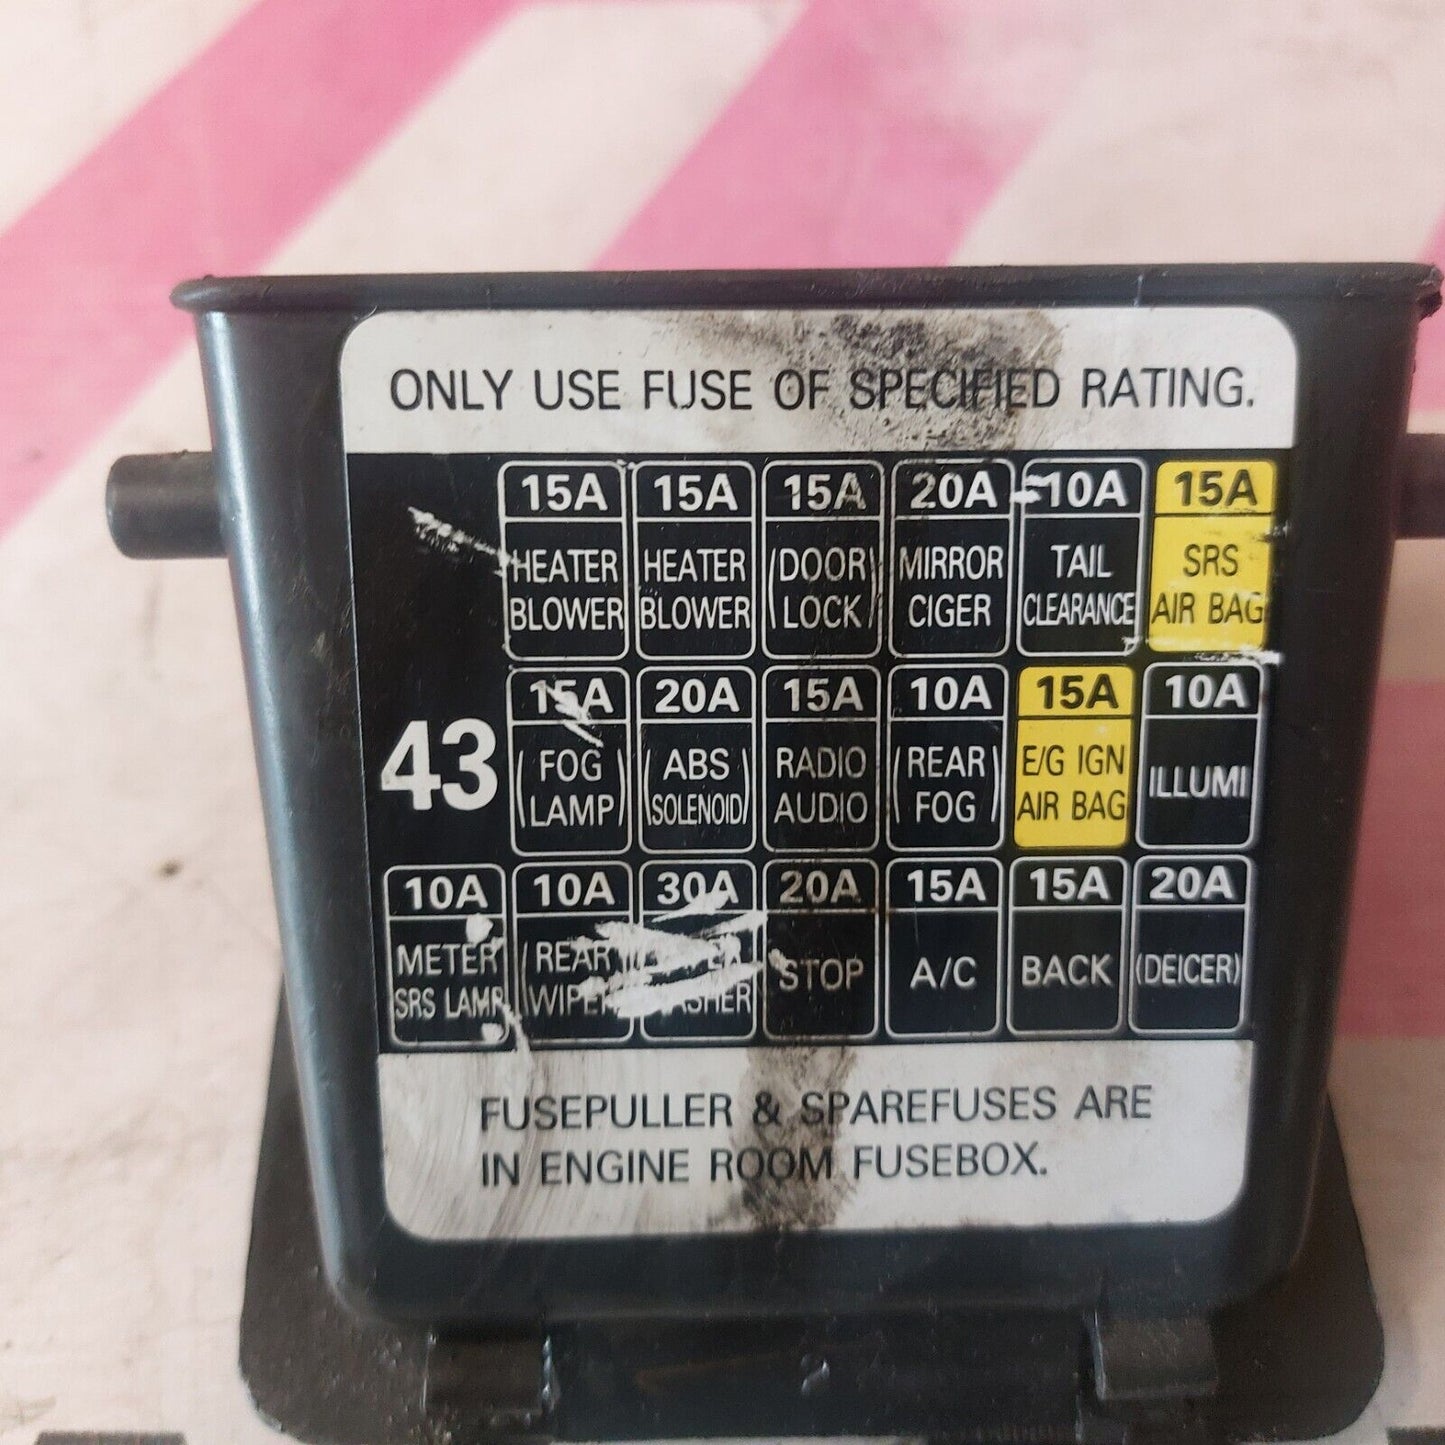 ONLY USE FUSE OF SPECIFIED RATING.
15A 15A 15A 20A 10A 15A
HEATER HEATER (DOOR MIRROR TAIL SRS
BLOWER BLOWER LOCK) CIGER CLEARANCE AIR BAG
43
15A 20A 15A 10A 15A 10A
(FOG (ABS RADIO (REAR E/G IGN ILLUMI
LAMP) SOLENOID) AUDIO FOG) AIR BAG
10A 10A 30A 20A 15A 15A 20A
METER (REAR STOP A/C BACK (DEICER)
SRS LAMP WIPER
FUSEPULLER & SPAREFUSES ARE
IN ENGINE ROOM FUSEBOX.
2